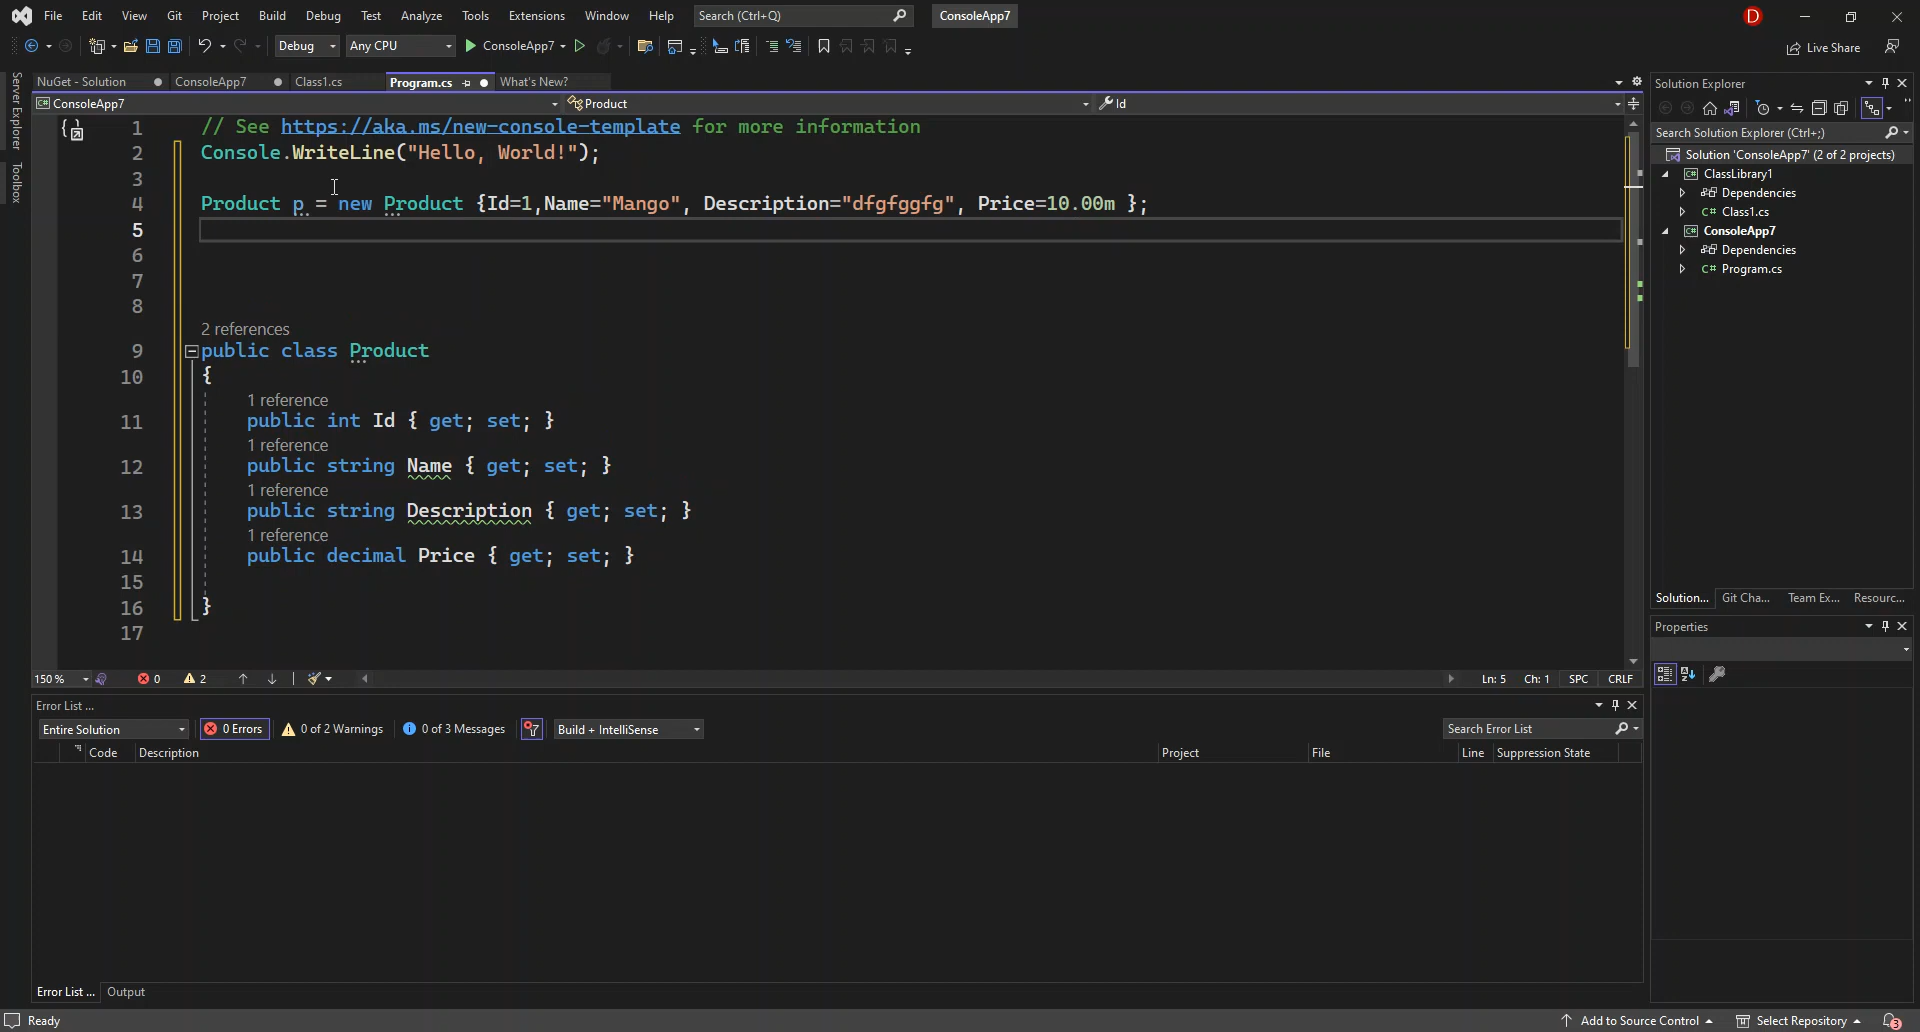 File Edit View Git Project Build Debug Test Analyze Tools Extensions Window Help Search (Ctrl+Q) ConsoleApp7 D
Debug Any CPU ConsoleApp7 Live Share
Server Explorer
Toolbox
NuGet - Solution ConsoleApp7 Class1.cs Program.cs What's New?
ConsoleApp7 Product Id
1 // See https://aka.ms/new-console-template for more information
2 Console.WriteLine("Hello, World!");
3
4 Product p = new Product {Id=1,Name="Mango", Description="dfgfggfg", Price=10.00m };
5
6
7
8
2 references
9 public class Product
10 {
1 reference
11 public int Id { get; set; }
1 reference
12 public string Name { get; set; }
1 reference
13 public string Description { get; set; }
1 reference
14 public decimal Price { get; set; }
15
16 }
17
150 % 0 2 Ln: 5 Ch: 1 SPC CRLF
Error List ...
Entire Solution 0 Errors 0 of 2 Warnings 0 of 3 Messages Build + IntelliSense Search Error List
Code Description Project File Line Suppression State
Error List ... Output
Solution Explorer
Search Solution Explorer (Ctrl+;)
Solution 'ConsoleApp7' (2 of 2 projects)
C# ClassLibrary1
Dependencies
C# Class1.cs
C# ConsoleApp7
Dependencies
C# Program.cs
Solution... Git Cha... Team Ex... Resourc...
Properties
Ready Add to Source Control Select Repository 3